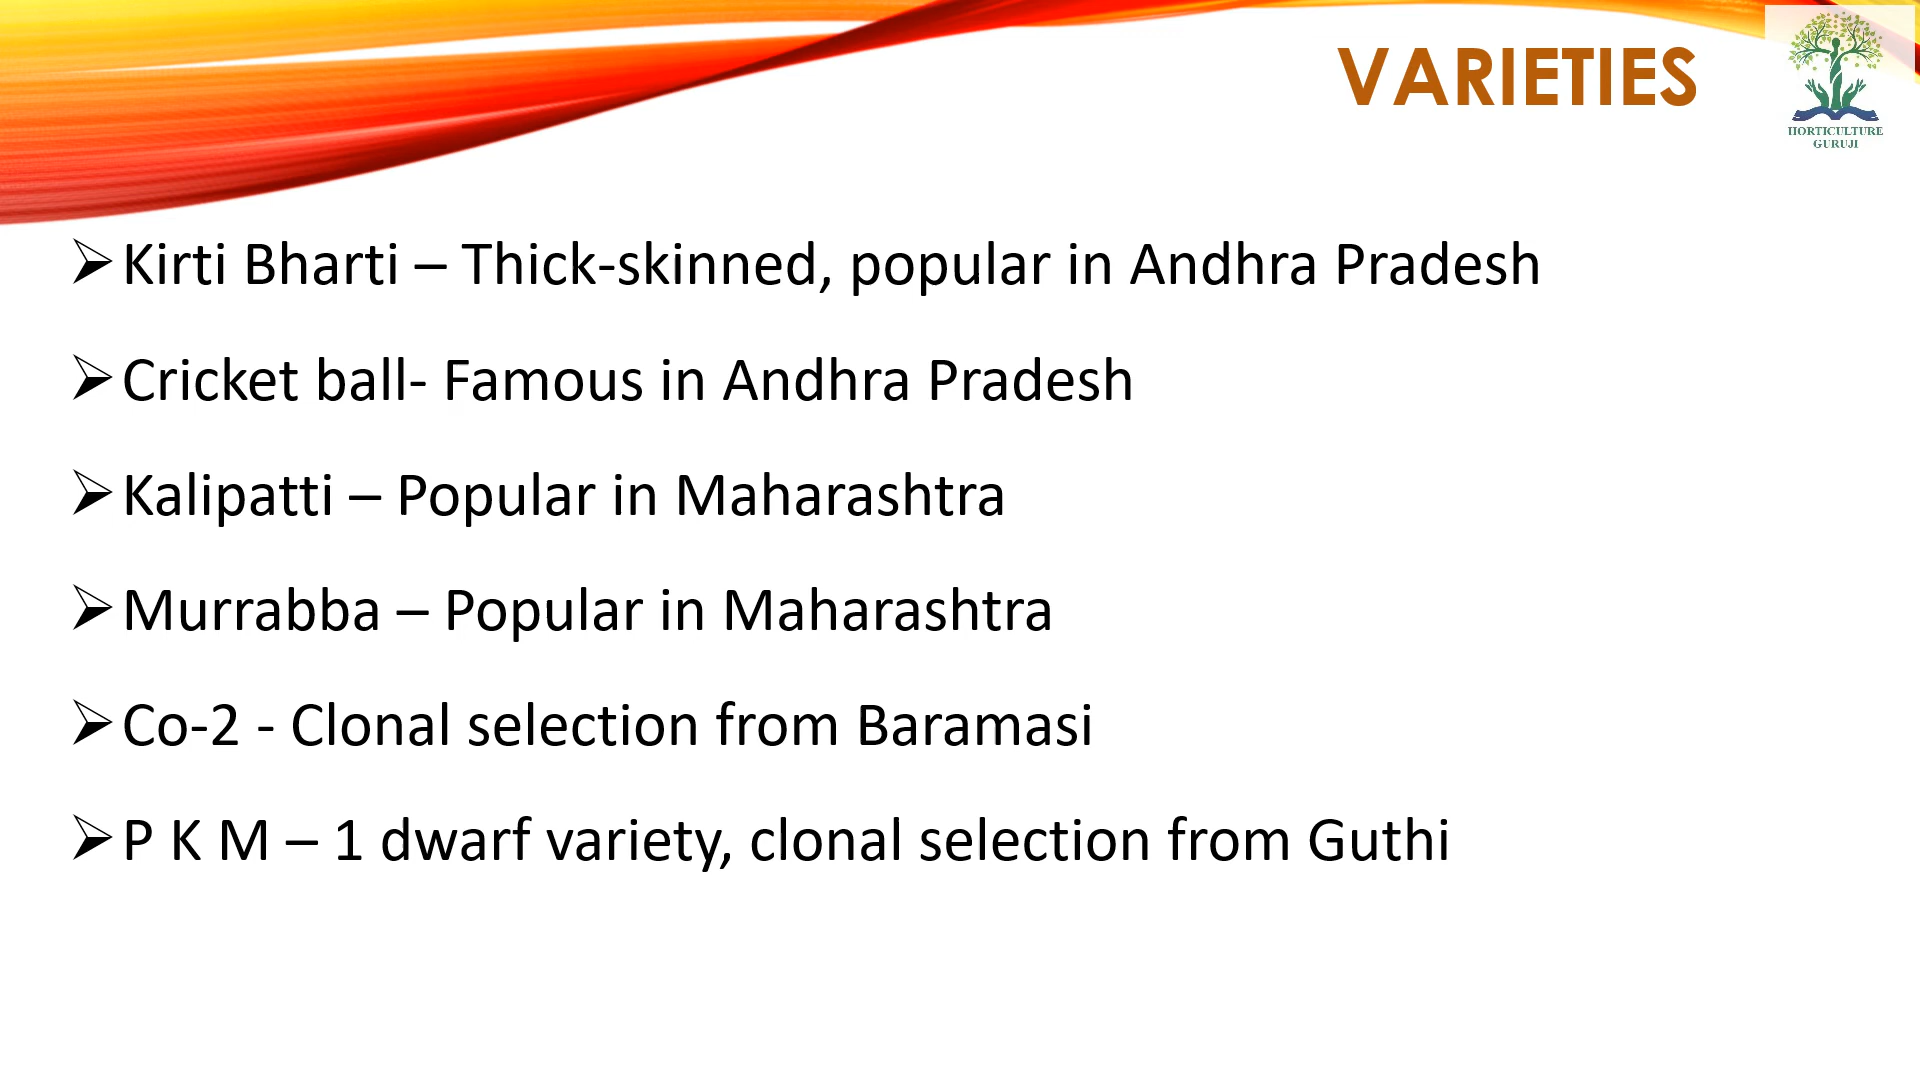 VARIETIES
HORTICULTURE
GURUJI
➢Kirti Bharti – Thick-skinned, popular in Andhra Pradesh
➢Cricket ball- Famous in Andhra Pradesh
➢Kalipatti – Popular in Maharashtra
➢Murrabba – Popular in Maharashtra
➢Co-2 - Clonal selection from Baramasi
➢P K M – 1 dwarf variety, clonal selection from Guthi